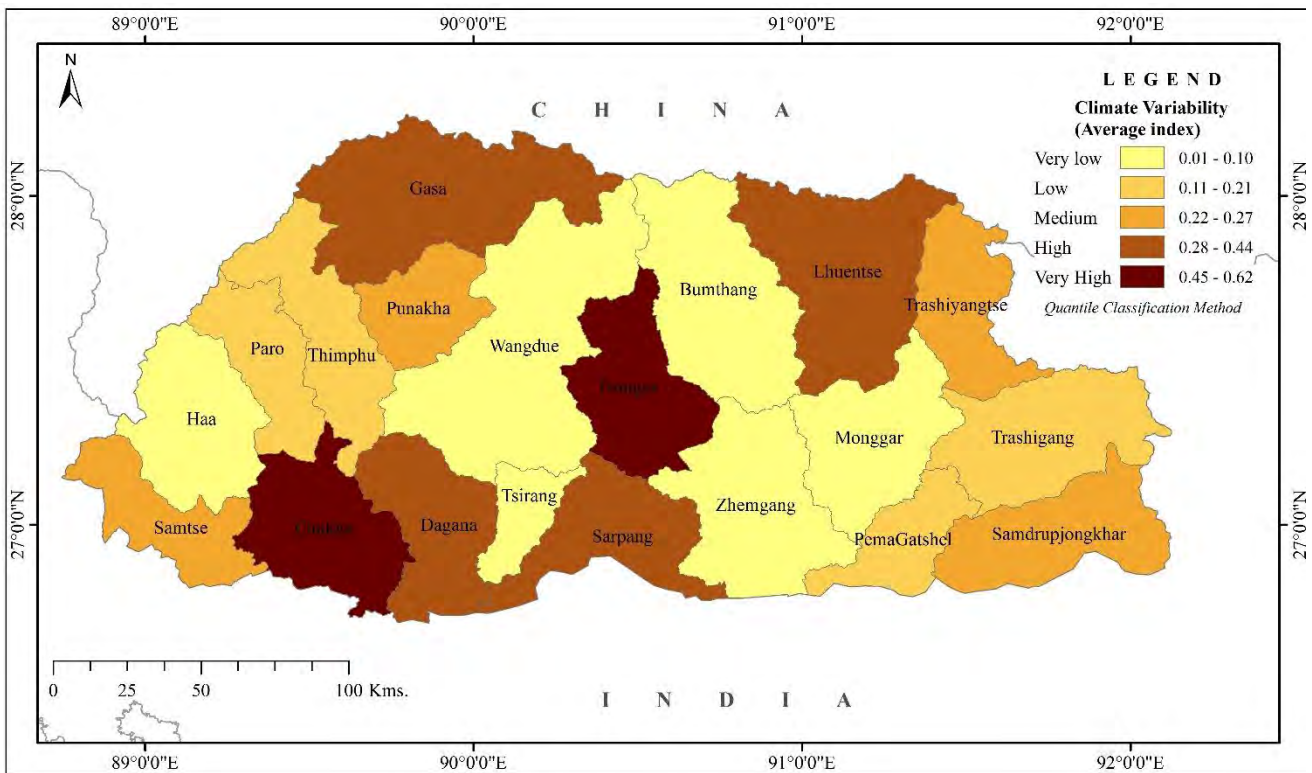 89°0'0"E 90°0'0"E 91°0'0"E 92°0'0"E
N
C H I N A
L E G E N D
Climate Variability
(Average index)
Very low 0.01 - 0.10
Low 0.11 - 0.21
Medium 0.22 - 0.27
High 0.28 - 0.44
Very High 0.45 - 0.62
Quantile Classification Method
28°0'0"N 28°0'0"N
Gasa
Lhuentse
Bumthang
Punakha
Trashiyangtse
Wangdue
Paro
Thimphu
Haa
Monggar
Trashigang
Tsirang
Zhemgang
Samtse
Dagana
Sarpang
PemaGatshel
Samdrupjongkhar
27°0'0"N 27°0'0"N
0 25 50 100 Kms.
I N D I A
89°0'0"E 90°0'0"E 91°0'0"E 92°0'0"E